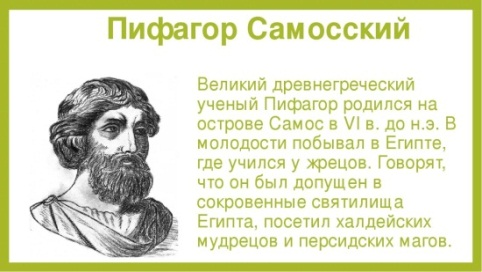 Пифагор Самосский
Великий древнегреческий
ученый Пифагор родился на
острове Самос в VI в. до н.э. В
молодости побывал в Египте,
где учился у жрецов. Говорят,
что он был допущен в
сокровенные святилища
Египта, посетил халдейских
мудрецов и персидских магов.